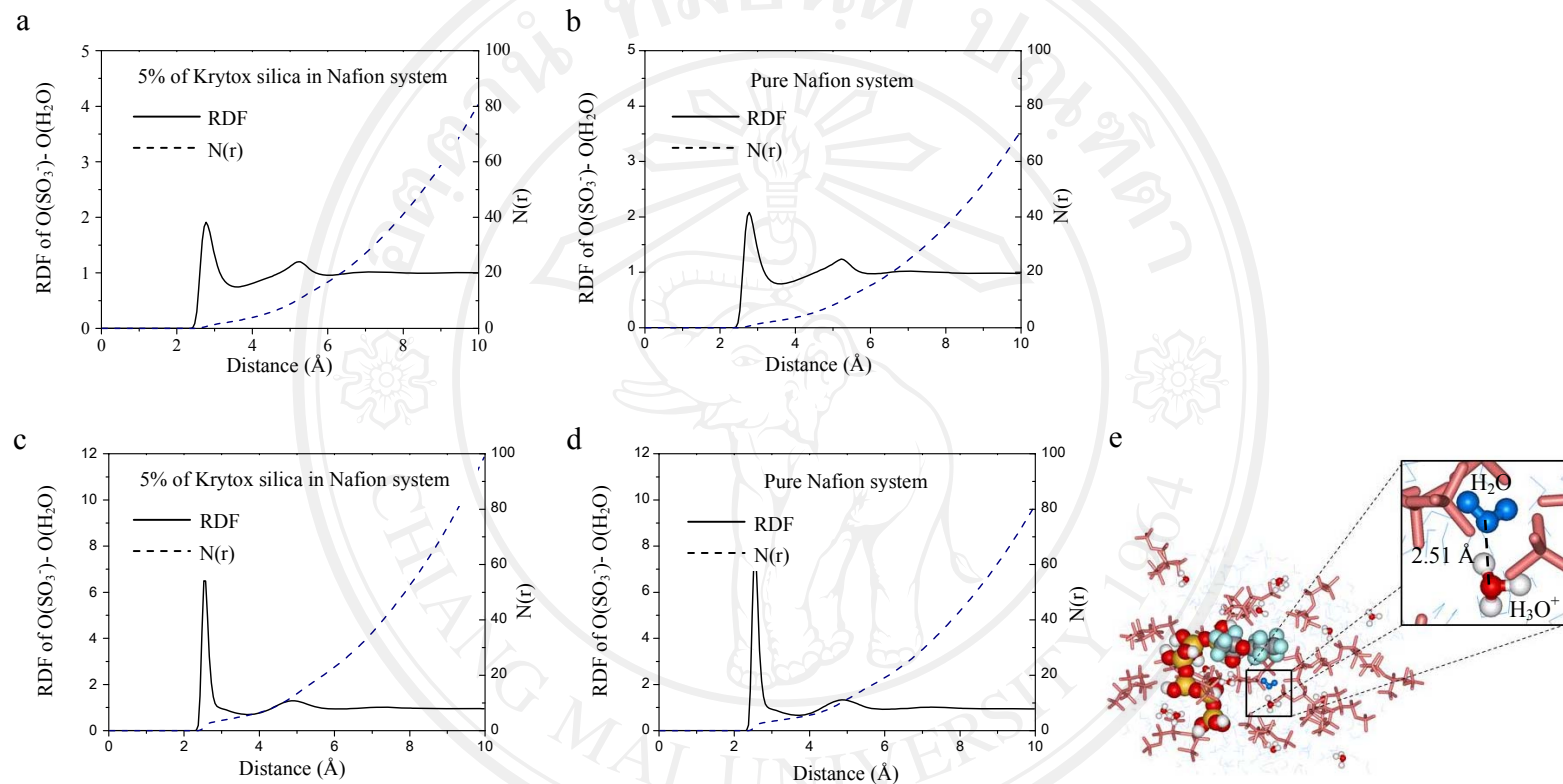 a
5% of Krytox silica in Nafion system
RDF
N(r)
RDF of O(SO₃⁻)- O(H₂O)
N(r)
Distance (Å)
5
4
3
2
1
0
100
80
60
40
20
0
0 2 4 6 8 10
b
Pure Nafion system
RDF
N(r)
RDF of O(SO₃⁻)- O(H₂O)
N(r)
Distance (Å)
5
4
3
2
1
0
100
80
60
40
20
0
0 2 4 6 8 10
c
5% of Krytox silica in Nafion system
RDF
N(r)
RDF of O(SO₃⁻)- O(H₂O)
N(r)
Distance (Å)
12
10
8
6
4
2
0
100
80
60
40
20
0
0 2 4 6 8 10
d
Pure Nafion system
RDF
N(r)
RDF of O(SO₃⁻)- O(H₂O)
N(r)
Distance (Å)
12
10
8
6
4
2
0
100
80
60
40
20
0
0 2 4 6 8 10
e
H₂O
2.51 Å
H₃O⁺
CHIANG MAI UNIVERSITY 1964